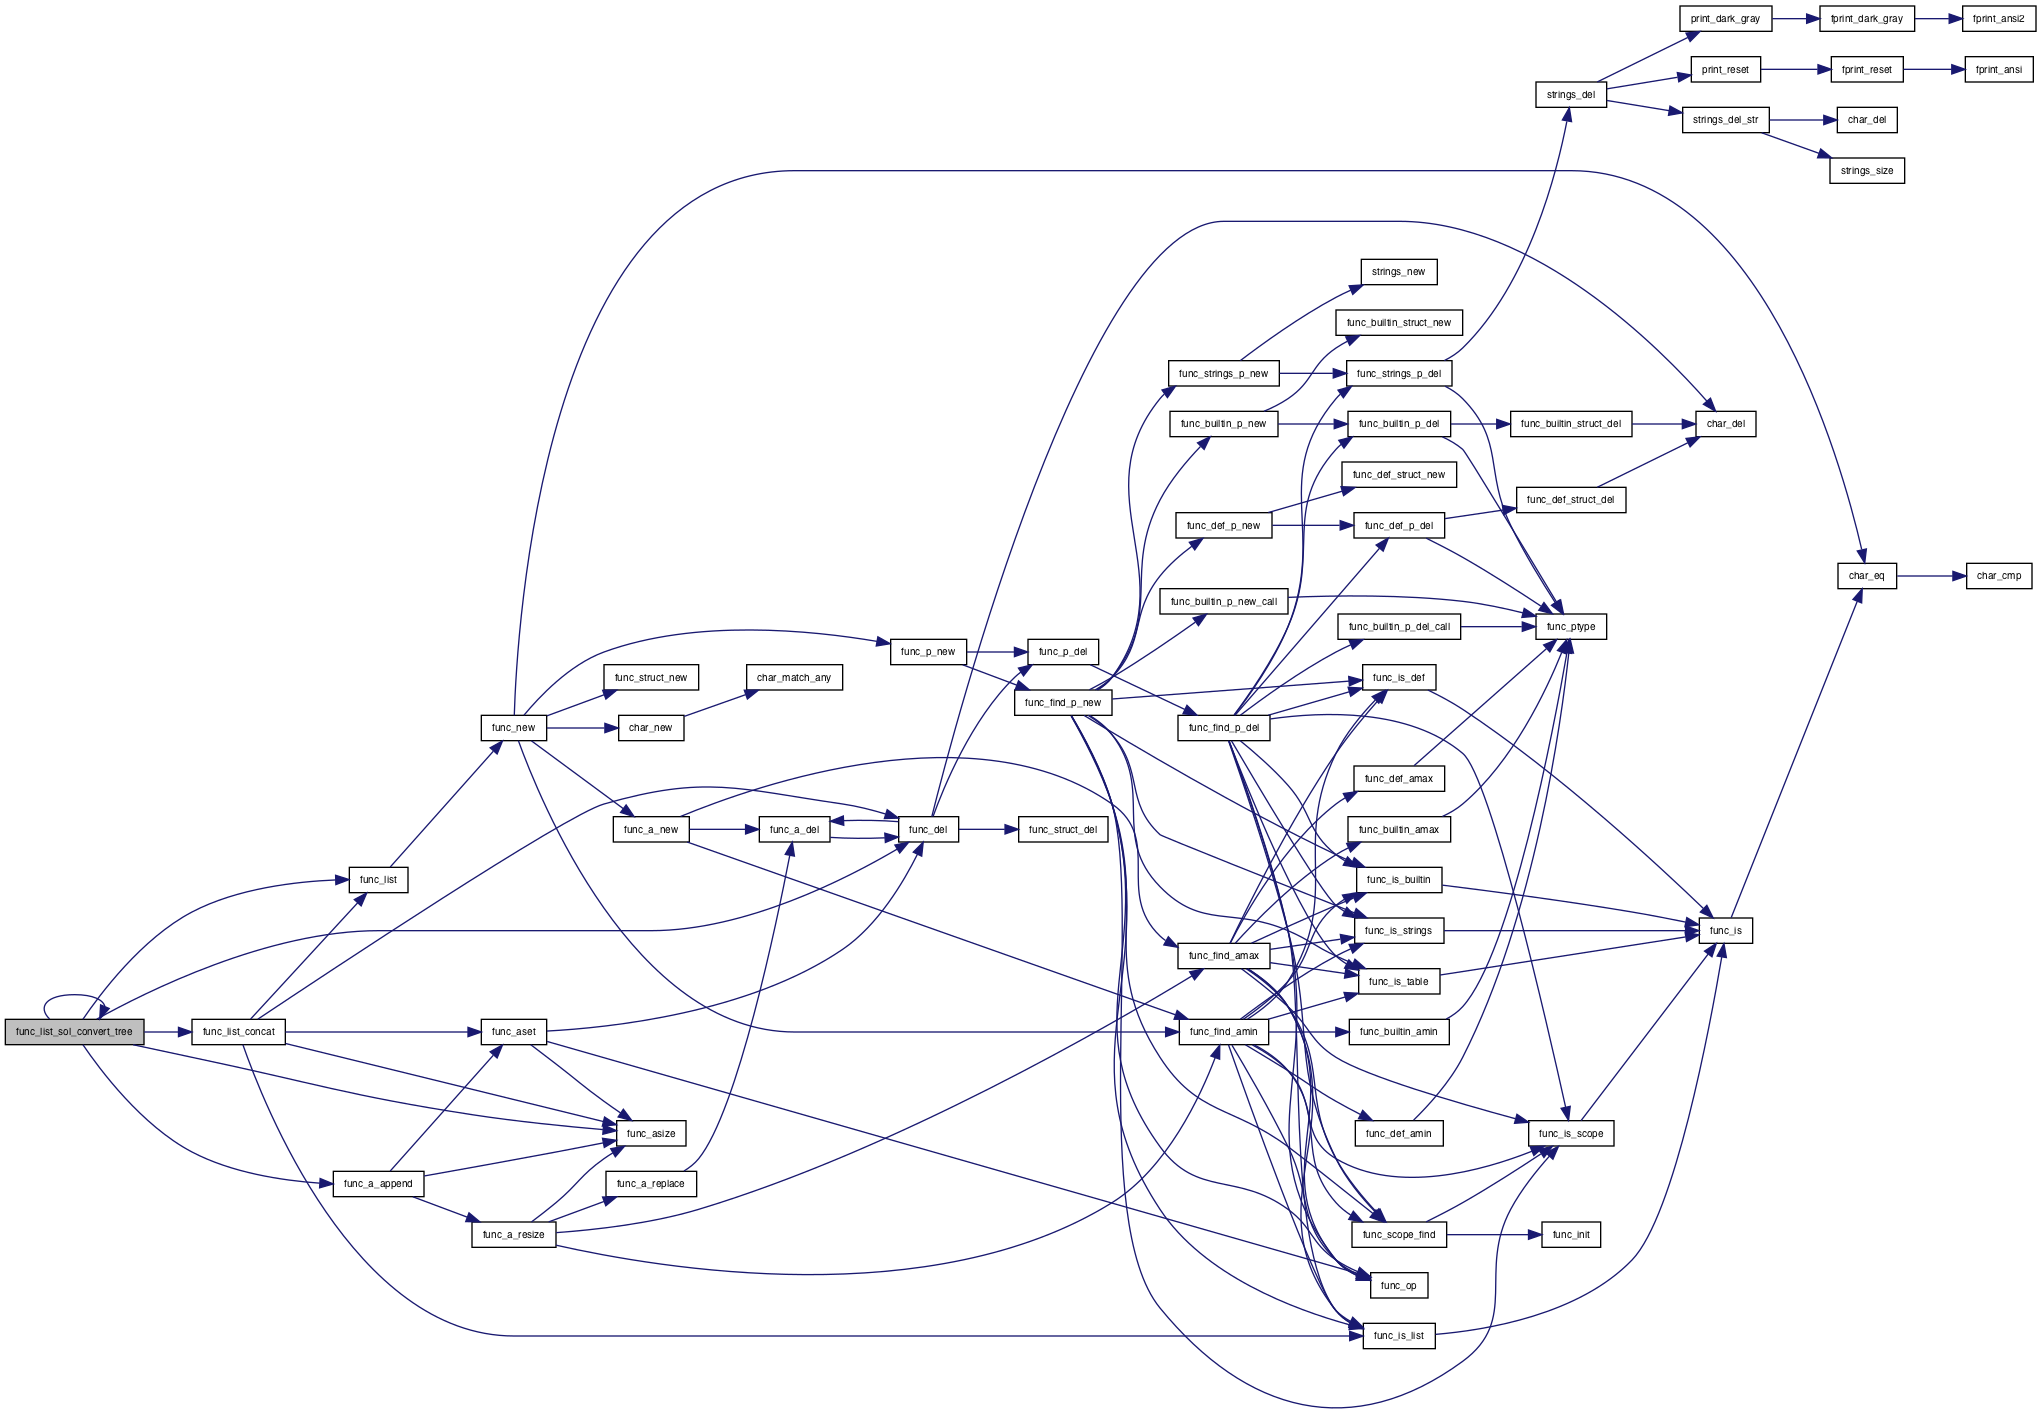 print_dark_gray
fprint_dark_gray
fprint_ansi2
print_reset
fprint_reset
fprint_ansi
strings_del
strings_del_str
char_del
strings_size
strings_new
func_builtin_struct_new
func_strings_p_new
func_strings_p_del
func_builtin_p_new
func_builtin_p_del
func_builtin_struct_del
char_del
func_def_struct_new
func_def_struct_del
func_def_p_new
func_def_p_del
char_eq
char_cmp
func_builtin_p_new_call
func_builtin_p_del_call
func_ptype
func_p_new
func_p_del
func_struct_new
char_match_any
func_is_def
func_find_p_new
func_new
char_new
func_find_p_del
func_def_amax
func_a_new
func_a_del
func_del
func_struct_del
func_builtin_amax
func_list
func_is_builtin
func_is_strings
func_is
func_find_amax
func_is_table
func_list_sol_convert_tree
func_list_concat
func_aset
func_find_amin
func_builtin_amin
func_asize
func_def_amin
func_is_scope
func_a_append
func_a_replace
func_a_resize
func_scope_find
func_init
func_op
func_is_list